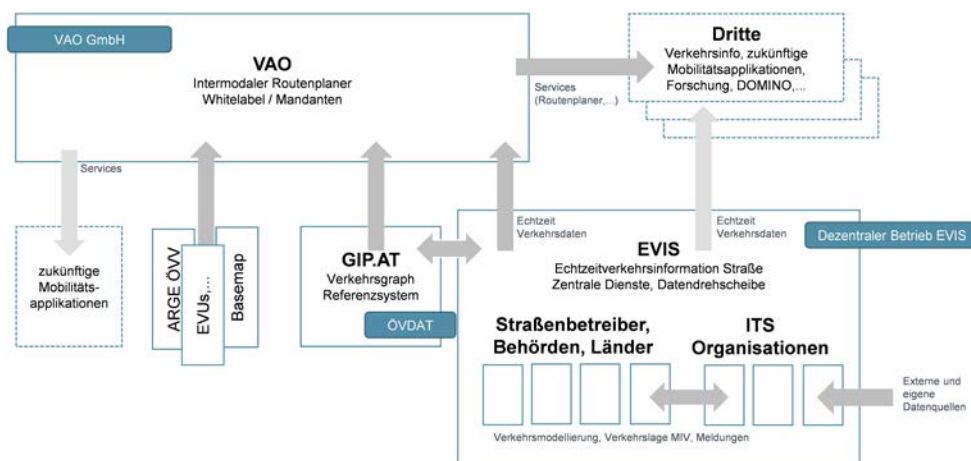 VAO GmbH
VAO
Intermodaler Routenplaner
Whitelabel / Mandanten
Services
(Routenplaner,...)
Dritte
Verkehrsinfo, zukünftige
Mobilitätsapplikationen,
Forschung, DOMINO,...
Services
zukünftige
Mobilitäts-
applikationen
ARGE ÖVV
EVUs,...
Basemap
GIP.AT
Verkehrsgraph
Referenzsystem
ÖVDAT
Echtzeit
Verkehrsdaten
Echtzeit
Verkehrsdaten
Dezentraler Betrieb EVIS
EVIS
Echtzeitverkehrsinformation Straße
Zentrale Dienste, Datendrehscheibe
Straßenbetreiber,
Behörden, Länder
ITS
Organisationen
Externe und
eigene
Datenquellen
Verkehrsmodellierung, Verkehrslage MIV, Meldungen